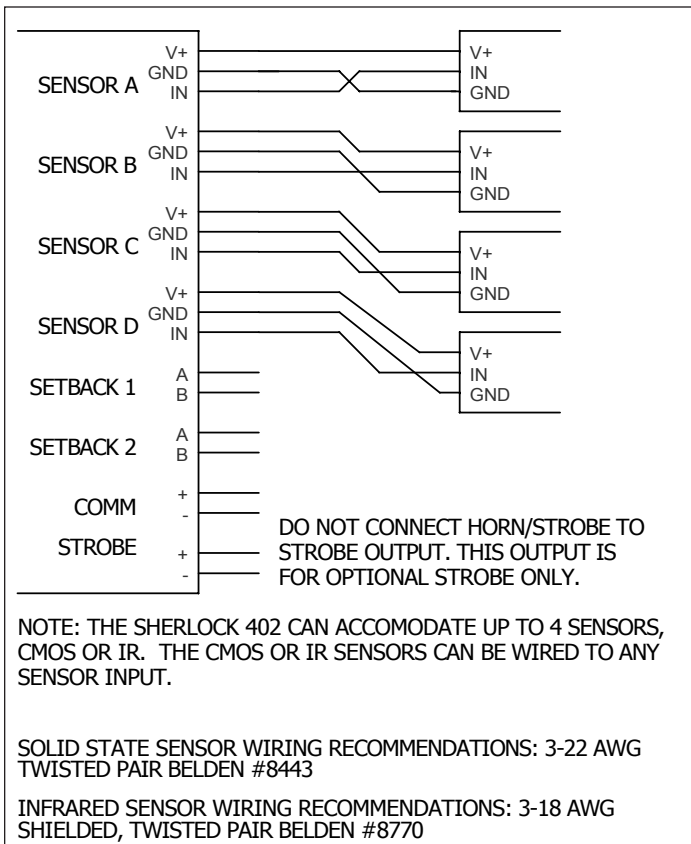 V+ V+
SENSOR A GND IN
IN GND
V+
SENSOR B GND V+
IN IN
GND
V+
SENSOR C GND
IN V+
IN
GND
V+
SENSOR D GND
IN V+
IN
GND
SETBACK 1 A
B
SETBACK 2 A
B
COMM +
-
STROBE +
-
DO NOT CONNECT HORN/STROBE TO
STROBE OUTPUT. THIS OUTPUT IS
FOR OPTIONAL STROBE ONLY.
NOTE: THE SHERLOCK 402 CAN ACCOMODATE UP TO 4 SENSORS,
CMOS OR IR. THE CMOS OR IR SENSORS CAN BE WIRED TO ANY
SENSOR INPUT.
SOLID STATE SENSOR WIRING RECOMMENDATIONS: 3-22 AWG
TWISTED PAIR BELDEN #8443
INFRARED SENSOR WIRING RECOMMENDATIONS: 3-18 AWG
SHIELDED, TWISTED PAIR BELDEN #8770